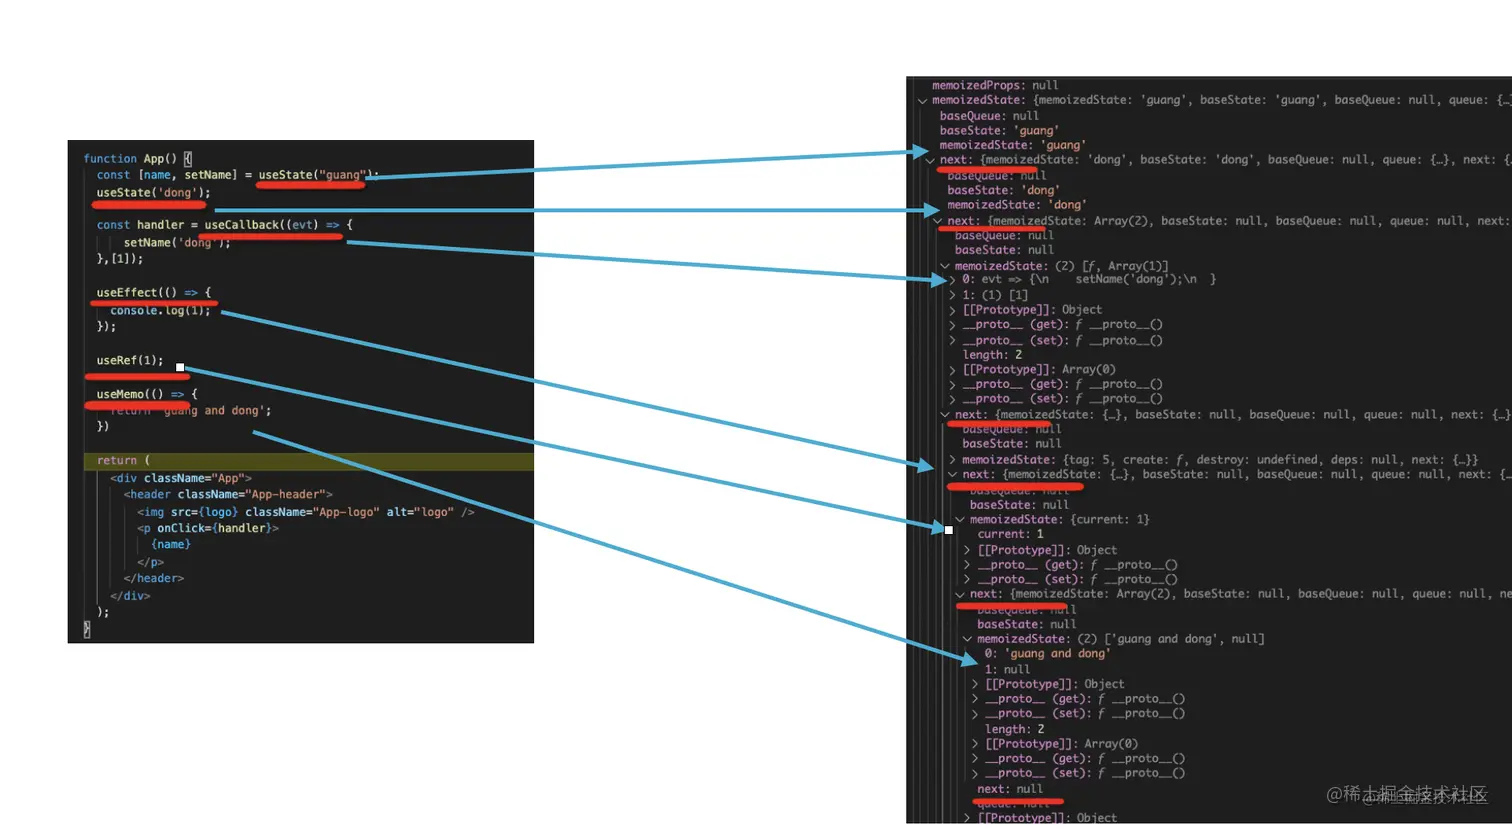 function App() {
const [name, setName] = useState("guang");
useState('dong');
const handler = useCallback((evt) => {
setName('dong');
},[1]);
useEffect(() => {
console.log(1);
});
useRef(1);
useMemo(() => {
return 'guang and dong';
})
return (
<div className="App">
<header className="App-header">
<img src={logo} className="App-logo" alt="logo" />
<p onClick={handler}>
{name}
</p>
</header>
</div>
);
}
memoizedProps: null
memoizedState: {memoizedState: 'guang', baseState: 'guang', baseQueue: null, queue: {…
baseQueue: null
baseState: 'guang'
memoizedState: 'guang'
next: {memoizedState: 'dong', baseState: 'dong', baseQueue: null, queue: {…}, next: {
baseQueue: null
baseState: 'dong'
memoizedState: 'dong'
next: {memoizedState: Array(2), baseState: null, baseQueue: null, queue: null, next:
baseQueue: null
baseState: null
memoizedState: (2) [ƒ, Array(1)]
0: evt => {\n    setName('dong');\n  }
1: (1) [1]
[[Prototype]]: Object
__proto__ (get): ƒ __proto__()
__proto__ (set): ƒ __proto__()
length: 2
[[Prototype]]: Array(0)
__proto__ (get): ƒ __proto__()
__proto__ (set): ƒ __proto__()
next: {memoizedState: {…}, baseState: null, baseQueue: null, queue: null, next: {…}
baseQueue: null
baseState: null
memoizedState: {tag: 5, create: ƒ, destroy: undefined, deps: null, next: {…}}
next: {memoizedState: {…}, baseState: null, baseQueue: null, queue: null, next: {…
baseQueue: null
baseState: null
memoizedState: {current: 1}
current: 1
[[Prototype]]: Object
__proto__ (get): ƒ __proto__()
__proto__ (set): ƒ __proto__()
next: {memoizedState: Array(2), baseState: null, baseQueue: null, queue: null, ne
baseQueue: null
baseState: null
memoizedState: (2) ['guang and dong', null]
0: 'guang and dong'
1: null
[[Prototype]]: Object
__proto__ (get): ƒ __proto__()
__proto__ (set): ƒ __proto__()
length: 2
[[Prototype]]: Array(0)
__proto__ (get): ƒ __proto__()
__proto__ (set): ƒ __proto__()
next: null
queue: null
[[Prototype]]: Object
@稀土掘金技术社区
@稀土掘金技术社区